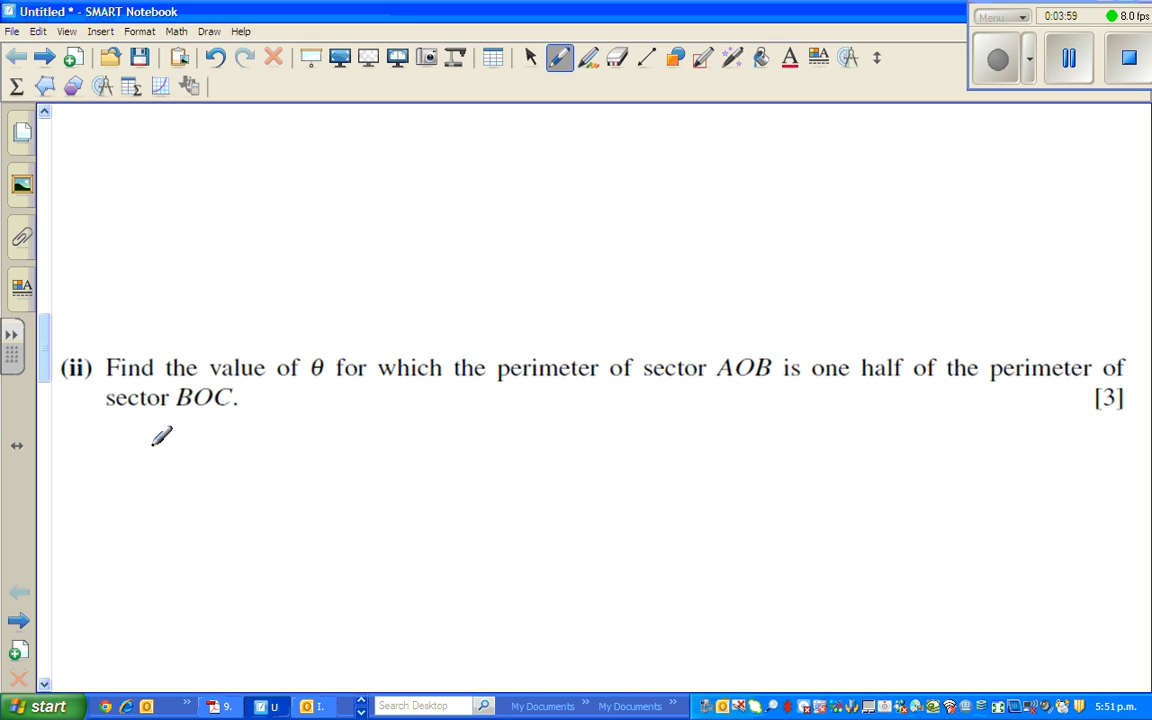 Untitled * - SMART Notebook
File Edit View Insert Format Math Draw Help
Menu
0:03:59
8.0 fps
(ii) Find the value of θ for which the perimeter of sector AOB is one half of the perimeter of
sector BOC. [3]
start
9.
U
I.
Search Desktop
My Documents »
My Documents »
5:51 p.m.